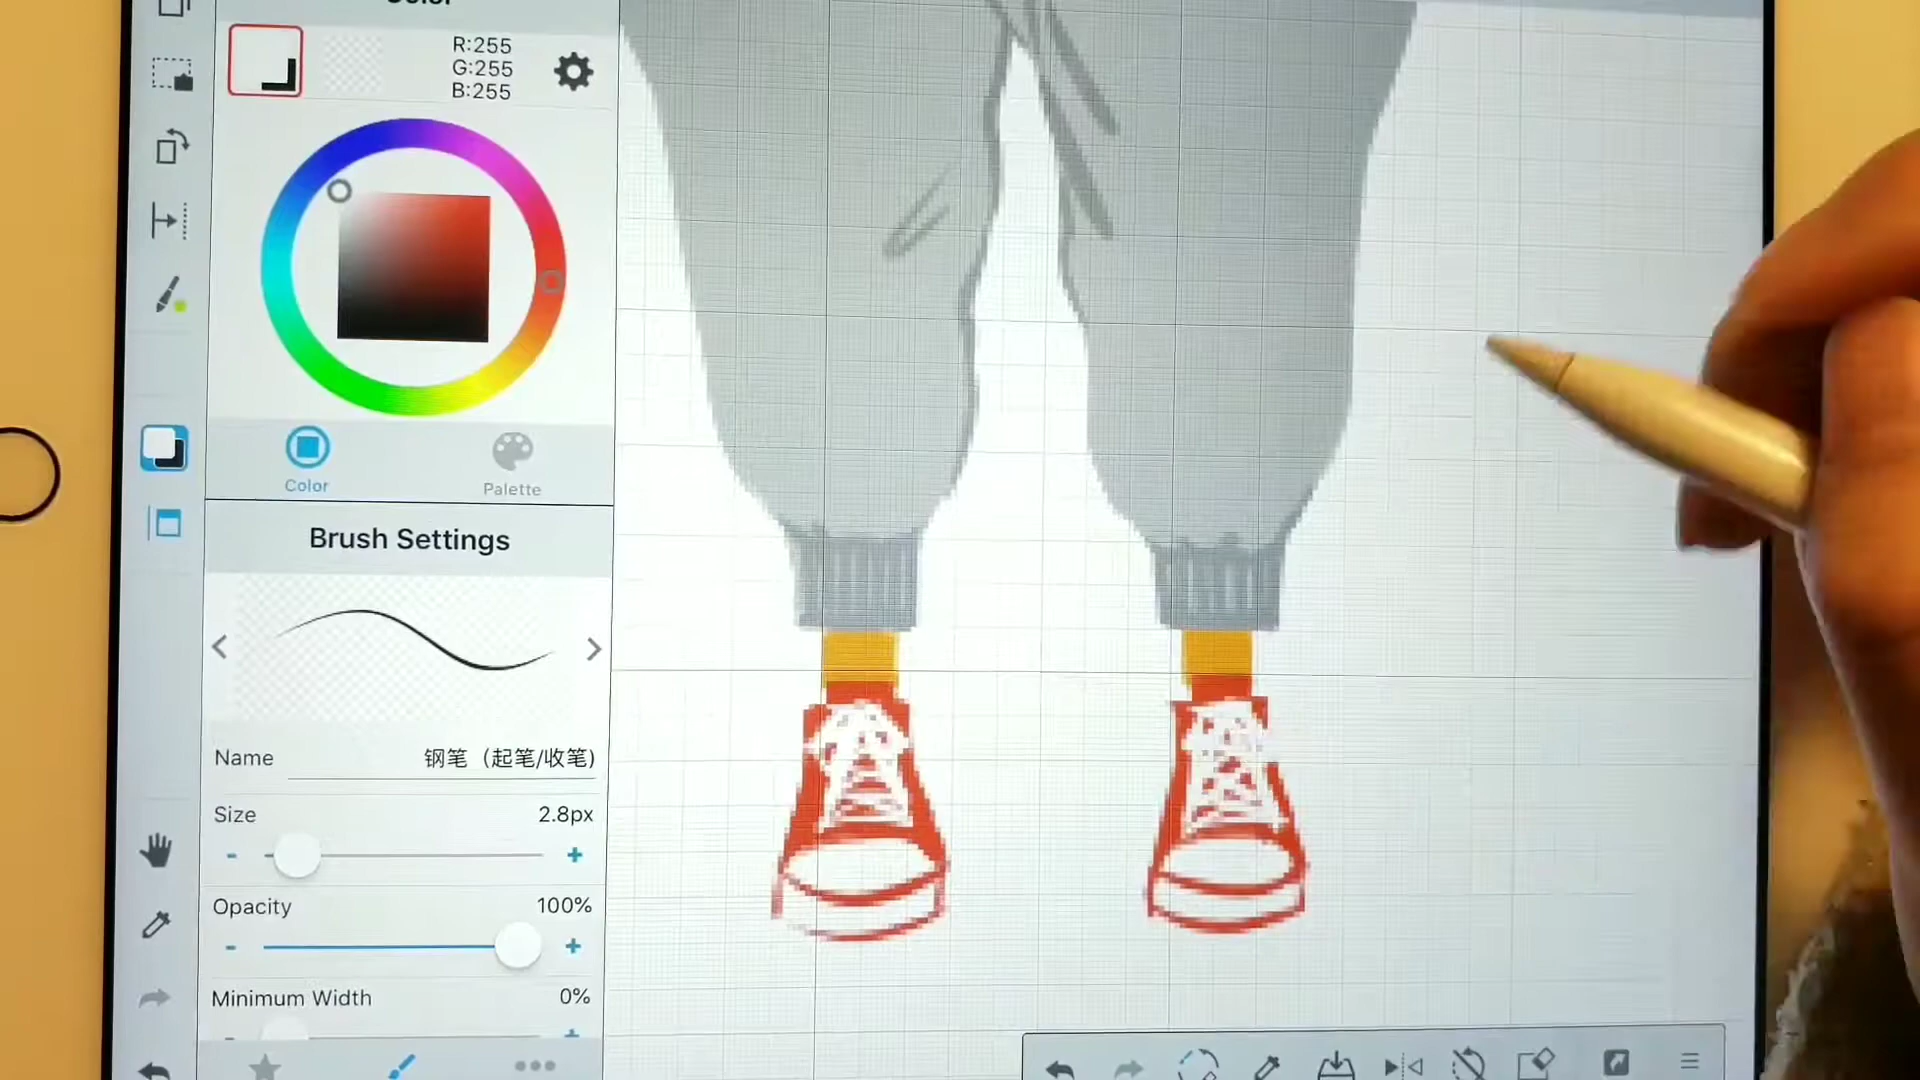 Color
R:255
G:255
B:255
Color
Palette
Brush Settings
Name 钢笔（起笔/收笔)
Size 2.8px
- +
Opacity 100%
- +
Minimum Width 0%
- +